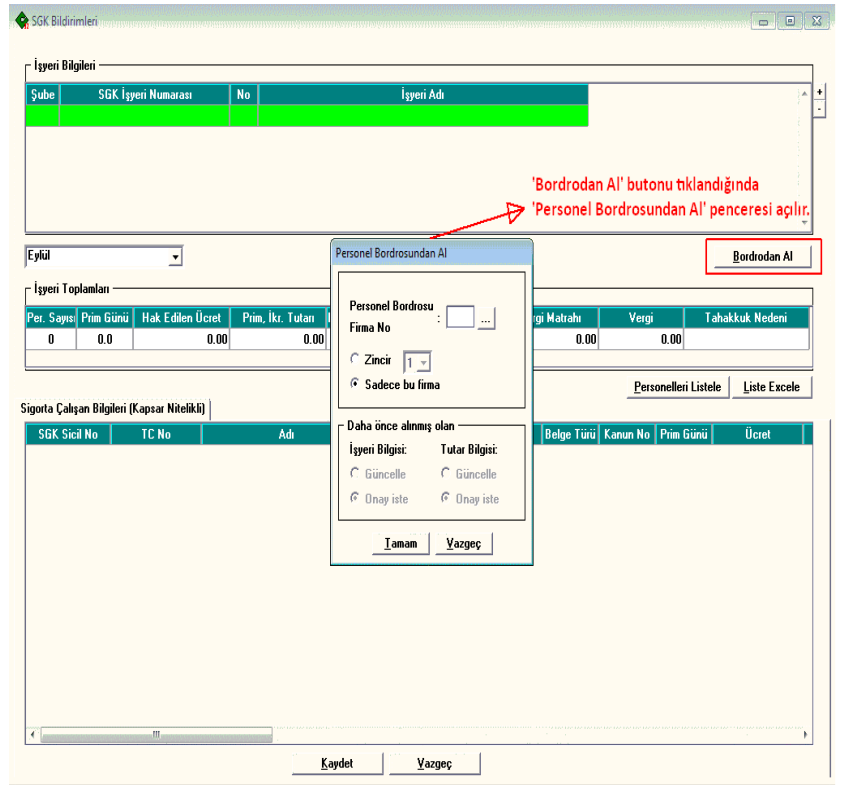 SGK Bildirimleri
İşyeri Bilgileri
Şube SGK İşyeri Numarası No İşyeri Adı
+
-
'Bordrodan Al' butonu tıklandığında
'Personel Bordrosundan Al' penceresi açılır.
Eylül
Bordrodan Al
İşyeri Toplamları
Per. Sayısı Prim Günü Hak Edilen Ücret Prim, İkr. Tutarı Matrahı Vergi Tahakkuk Nedeni
0 0.0 0.00 0.00 0.00 0.00
Personelleri Listele Liste Excele
Sigorta Çalışan Bilgileri (Kapsar Nitelikli)
SGK Sicil No TC No Adı Belge Türü Kanun No Prim Günü Ücret
Personel Bordrosundan Al
Personel Bordrosu
Firma No : ...
Zincir 1
Sadece bu firma
Daha önce alınmış olan
İşyeri Bilgisi: Tutar Bilgisi:
Güncelle Güncelle
Onay iste Onay iste
Tamam Vazgeç
Kaydet Vazgeç